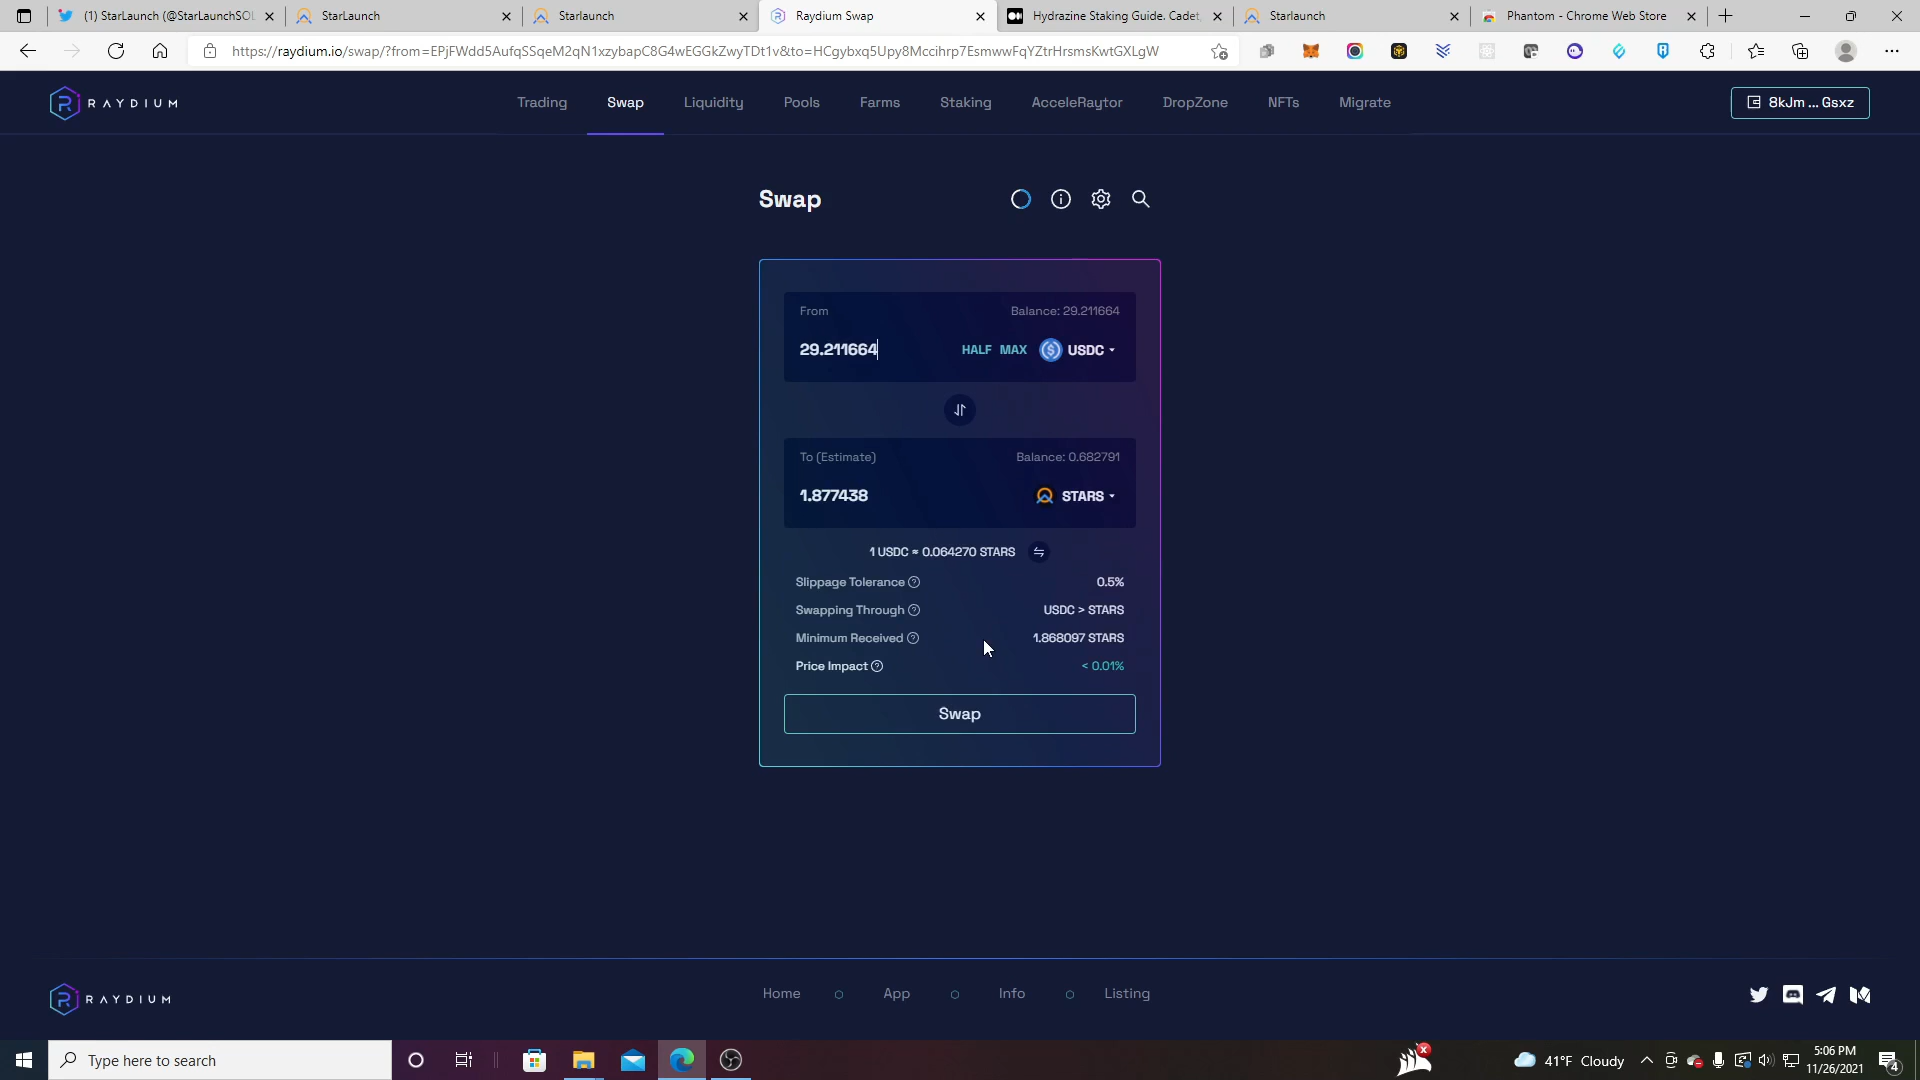 (1) StarLaunch (@StarLaunchSOL
StarLaunch
Starlaunch
Raydium Swap
Hydrazine Staking Guide. Cadet,
Starlaunch
Phantom - Chrome Web Store
https://raydium.io/swap/?from=EPjFWdd5AufqSSqeM2qN1xzybapC8G4wEGGkZwyTDt1v&to=HCgybxq5Upy8Mccihrp7EsmwwFqYZtrHrsmsKwtGXLgW
RAYDIUM
Trading
Swap
Liquidity
Pools
Farms
Staking
AcceleRaytor
DropZone
NFTs
Migrate
8kJm ... Gsxz
Swap
From
Balance: 29.211664
29.211664
HALF MAX
USDC
To (Estimate)
Balance: 0.682791
1.877438
STARS
1 USDC ≈ 0.064270 STARS
Slippage Tolerance
0.5%
Swapping Through
USDC > STARS
Minimum Received
1.868097 STARS
Price Impact
< 0.01%
Swap
RAYDIUM
Home
App
Info
Listing
Type here to search
41°F Cloudy
5:06 PM
11/26/2021
4